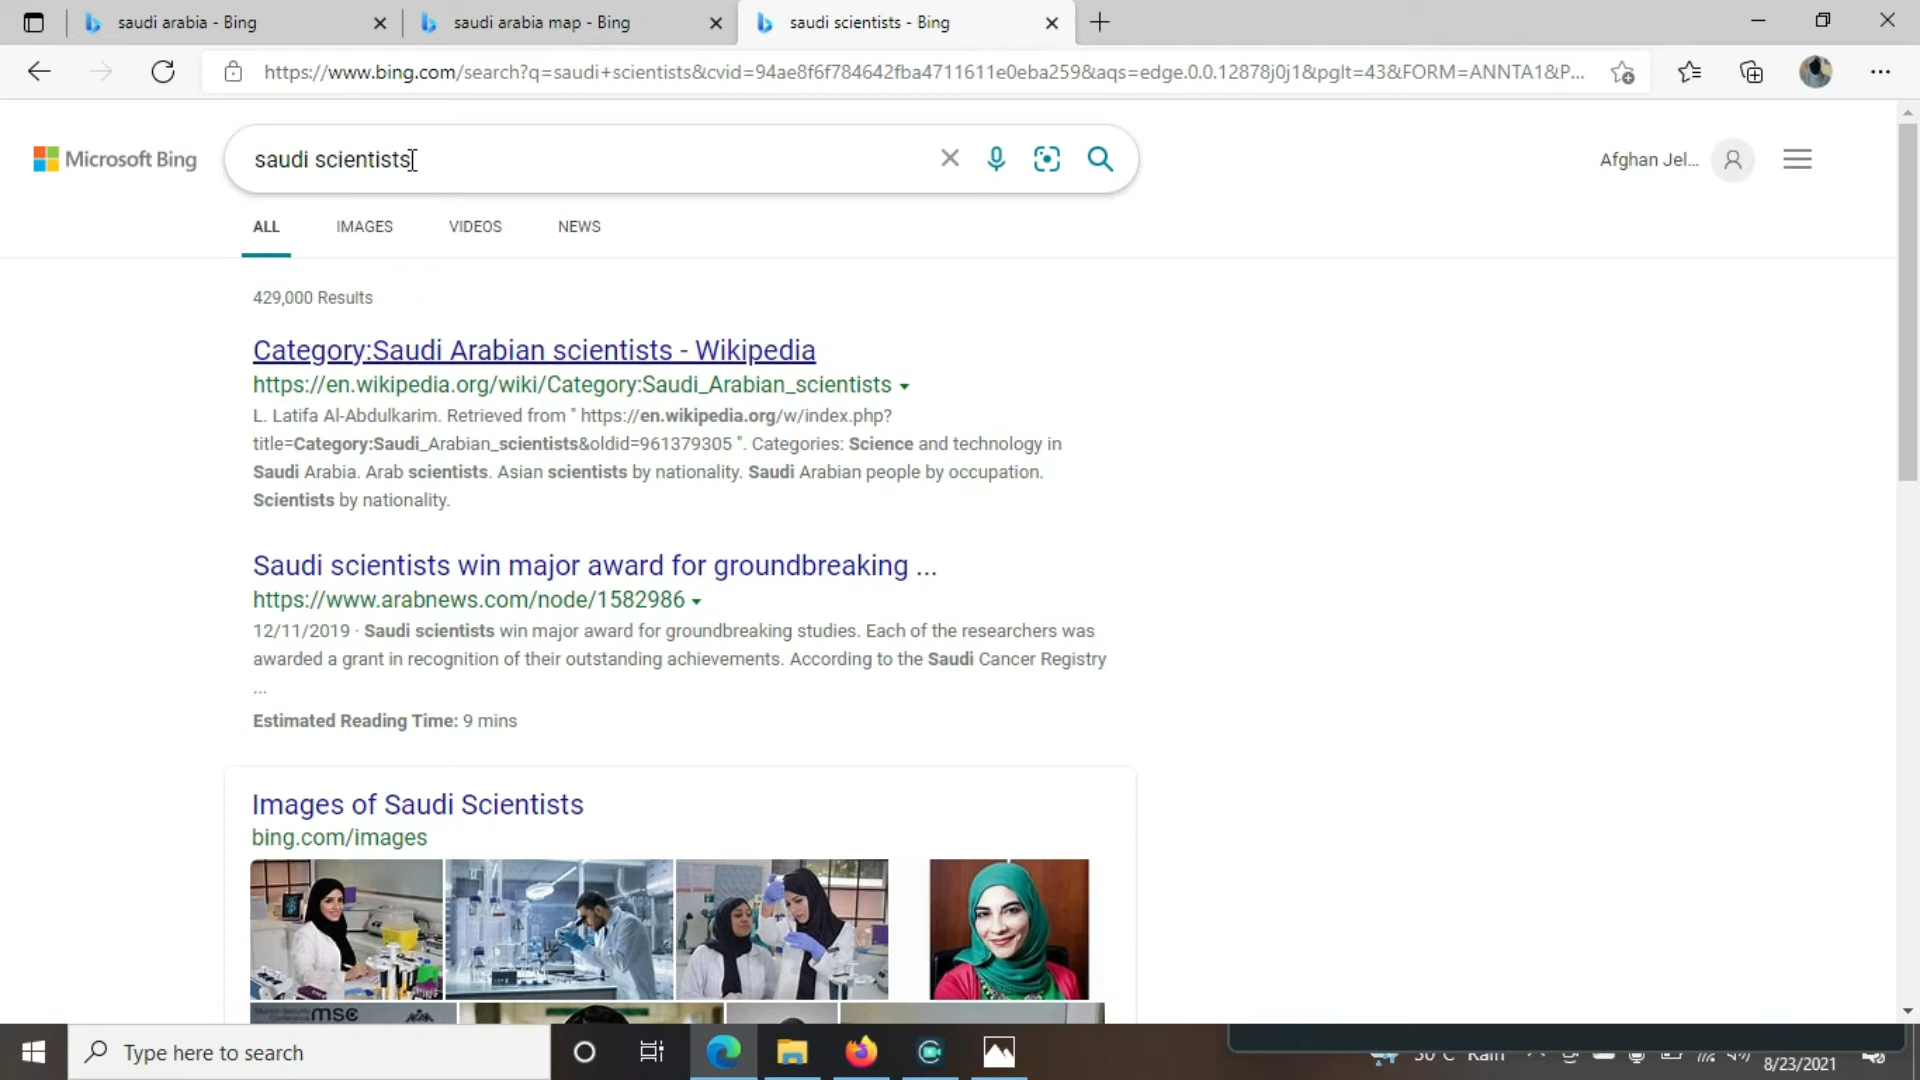 saudi arabia - Bing
saudi arabia map - Bing
saudi scientists - Bing
https://www.bing.com/search?q=saudi+scientists&cvid=94ae8f6f784642fba4711611e0eba259&aqs=edge.0.0.12878j0j1&pglt=43&FORM=ANNTA1&P...
Microsoft Bing
saudi scientists
Afghan Jel...
ALL IMAGES VIDEOS NEWS
429,000 Results
Category:Saudi Arabian scientists - Wikipedia
https://en.wikipedia.org/wiki/Category:Saudi_Arabian_scientists
L. Latifa Al-Abdulkarim. Retrieved from " https://en.wikipedia.org/w/index.php?
title=Category:Saudi_Arabian_scientists&oldid=961379305 ". Categories: Science and technology in
Saudi Arabia. Arab scientists. Asian scientists by nationality. Saudi Arabian people by occupation.
Scientists by nationality.
Saudi scientists win major award for groundbreaking ...
https://www.arabnews.com/node/1582986
12/11/2019 · Saudi scientists win major award for groundbreaking studies. Each of the researchers was
awarded a grant in recognition of their outstanding achievements. According to the Saudi Cancer Registry
...
Estimated Reading Time: 9 mins
Images of Saudi Scientists
bing.com/images
msc
Type here to search
30°C Rain
8/23/2021